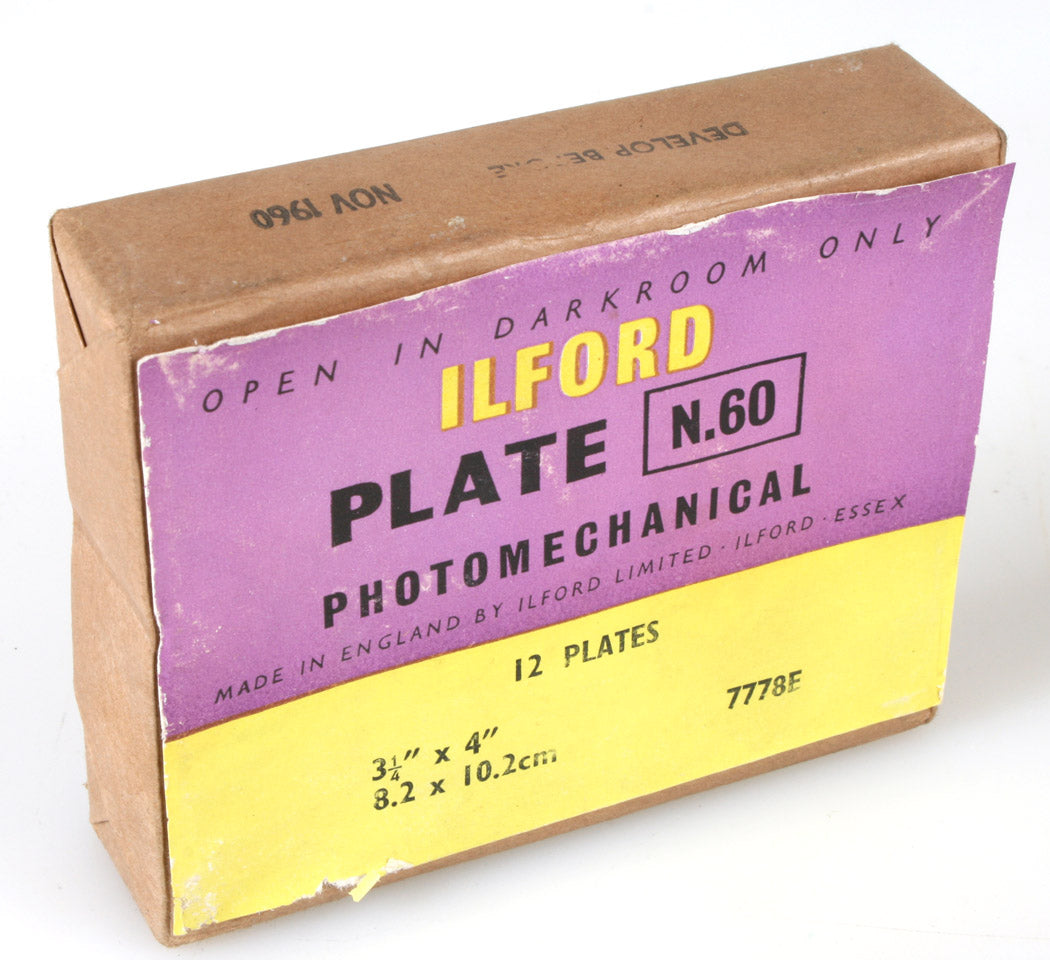 DEVELOP BEFORE
NOV 1960
OPEN IN DARKROOM ONLY
ILFORD
PLATE N.60
PHOTOMECHANICAL
MADE IN ENGLAND BY ILFORD LIMITED · ILFORD · ESSEX
12 PLATES
7778E
3¼" x 4"
8.2 x 10.2cm